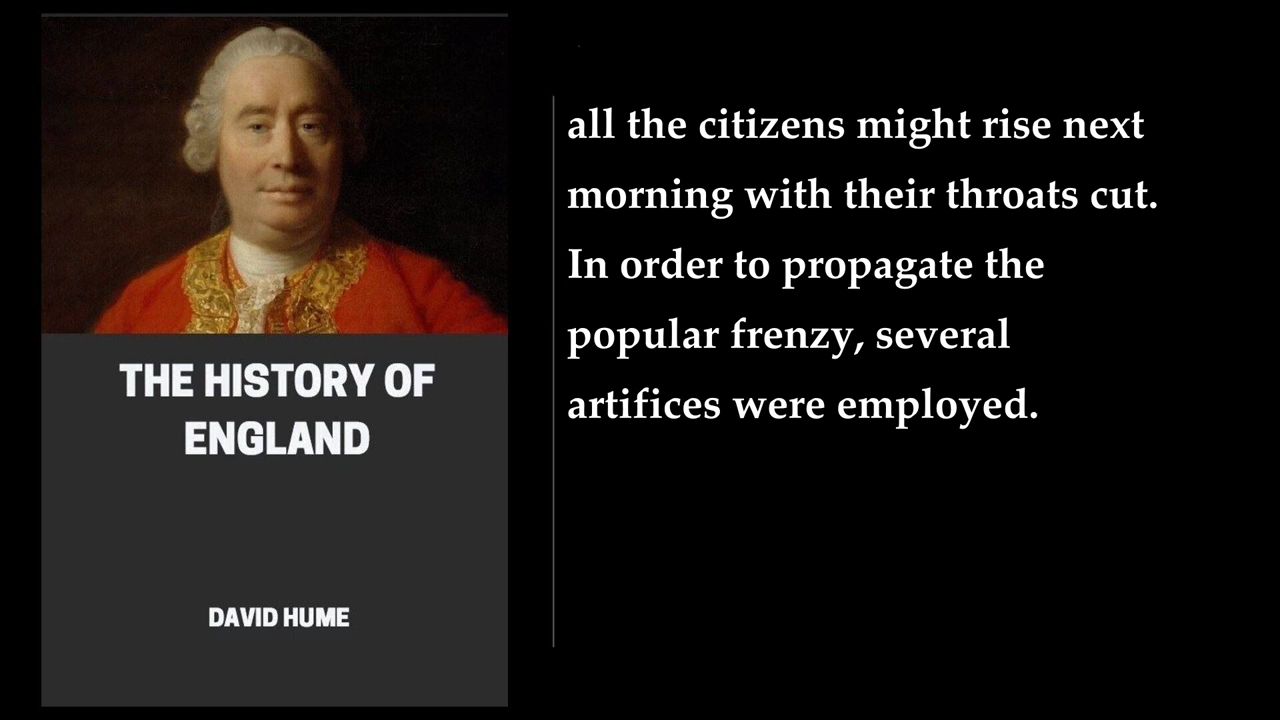 THE HISTORY OF
ENGLAND
DAVID HUME
all the citizens might rise next
morning with their throats cut.
In order to propagate the
popular frenzy, several
artifices were employed.